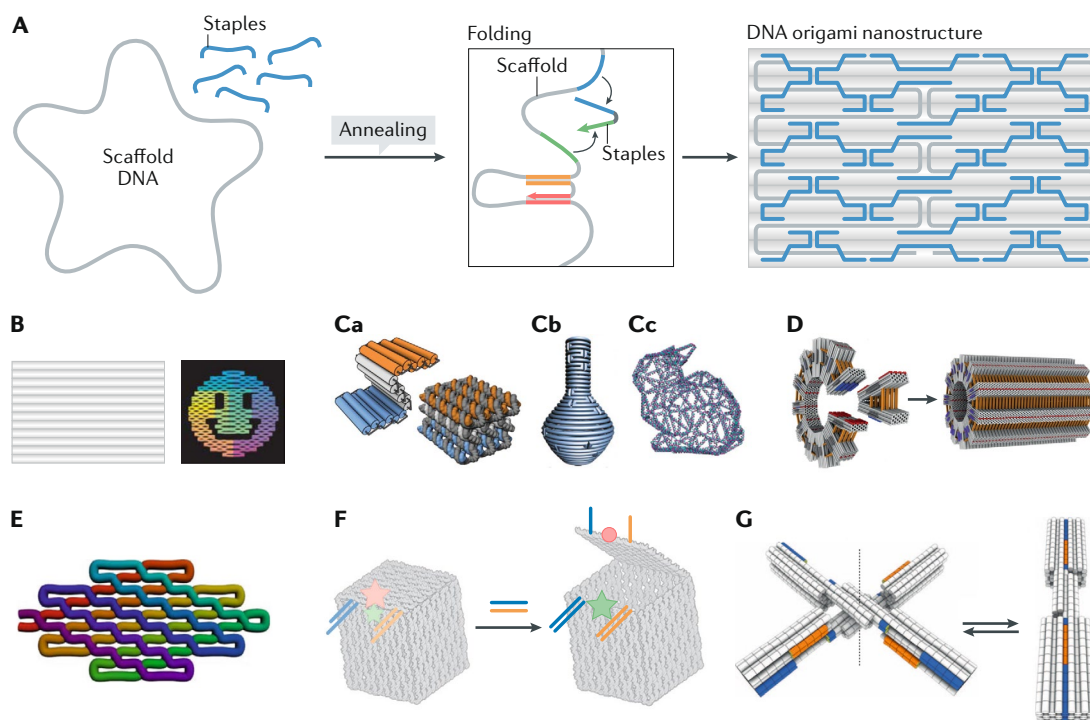 A
Staples
Scaffold
DNA
Annealing
Folding
Scaffold
Staples
DNA origami nanostructure
B
Ca
Cb
Cc
D
E
F
G